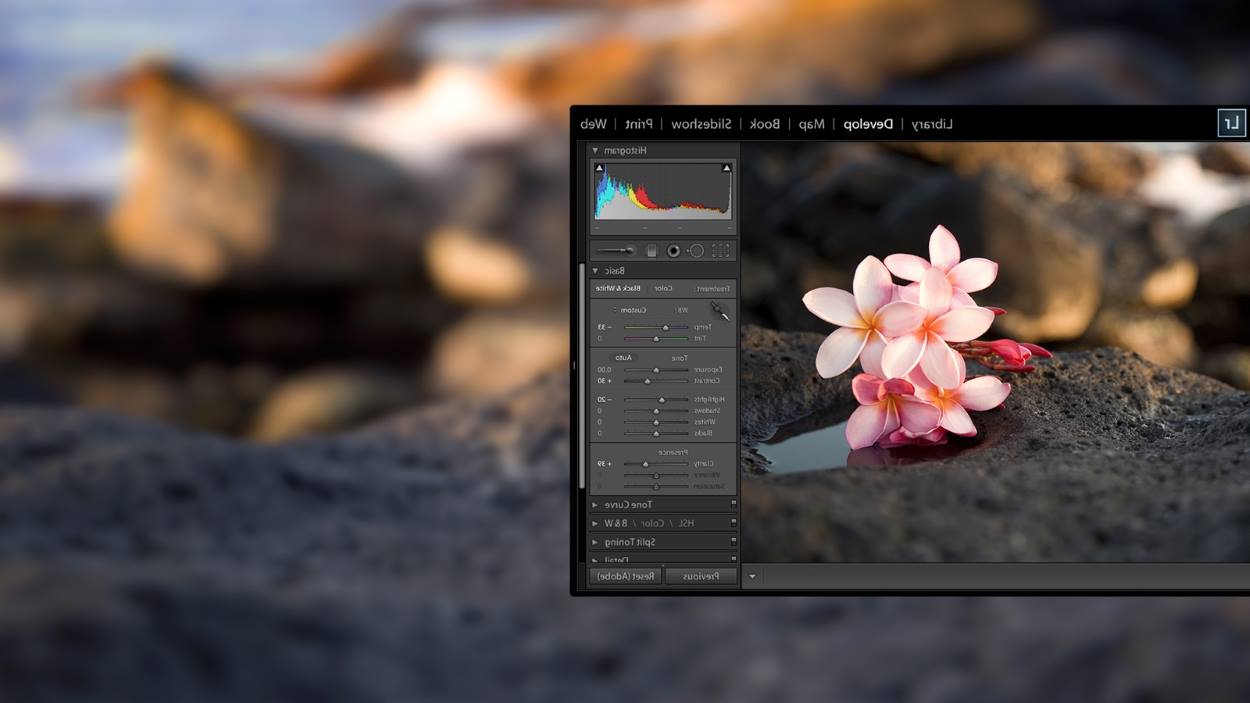 Lr
Library | Develop | Map | Book | Slideshow | Print | Web
Histogram
Basic
Treatment: Color | Black & White
WB: Custom
Temp - 33
Tint 0
Tone Auto
Exposure 0.00
Contrast + 30
Highlights - 20
Shadows 0
Whites 0
Blacks 0
Presence
Clarity + 39
Vibrance 0
Saturation 0
Tone Curve
HSL / Color / B & W
Split Toning
Detail
Previous Reset (Adobe)